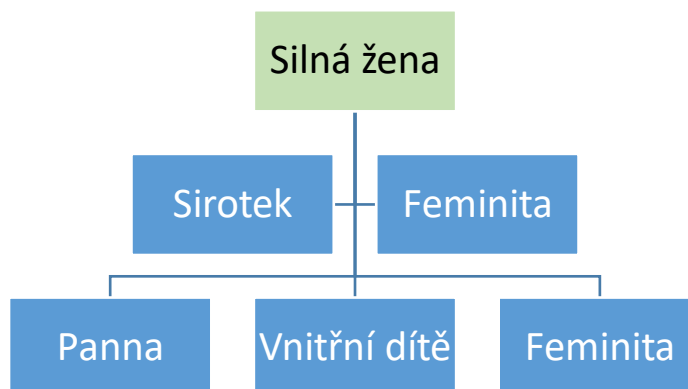 Silná žena
Sirotek
Feminita
Panna
Vnitřní dítě
Feminita